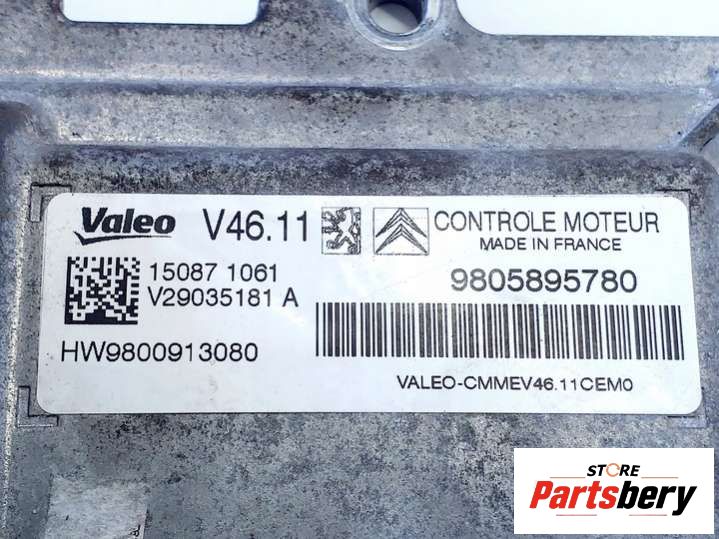 Valeo V46.11 CONTROLE MOTEUR
MADE IN FRANCE
15087 1061
V29035181 A
9805895780
HW9800913080
VALEO-CMMEV46.11CEM0
STORE
Partsbery